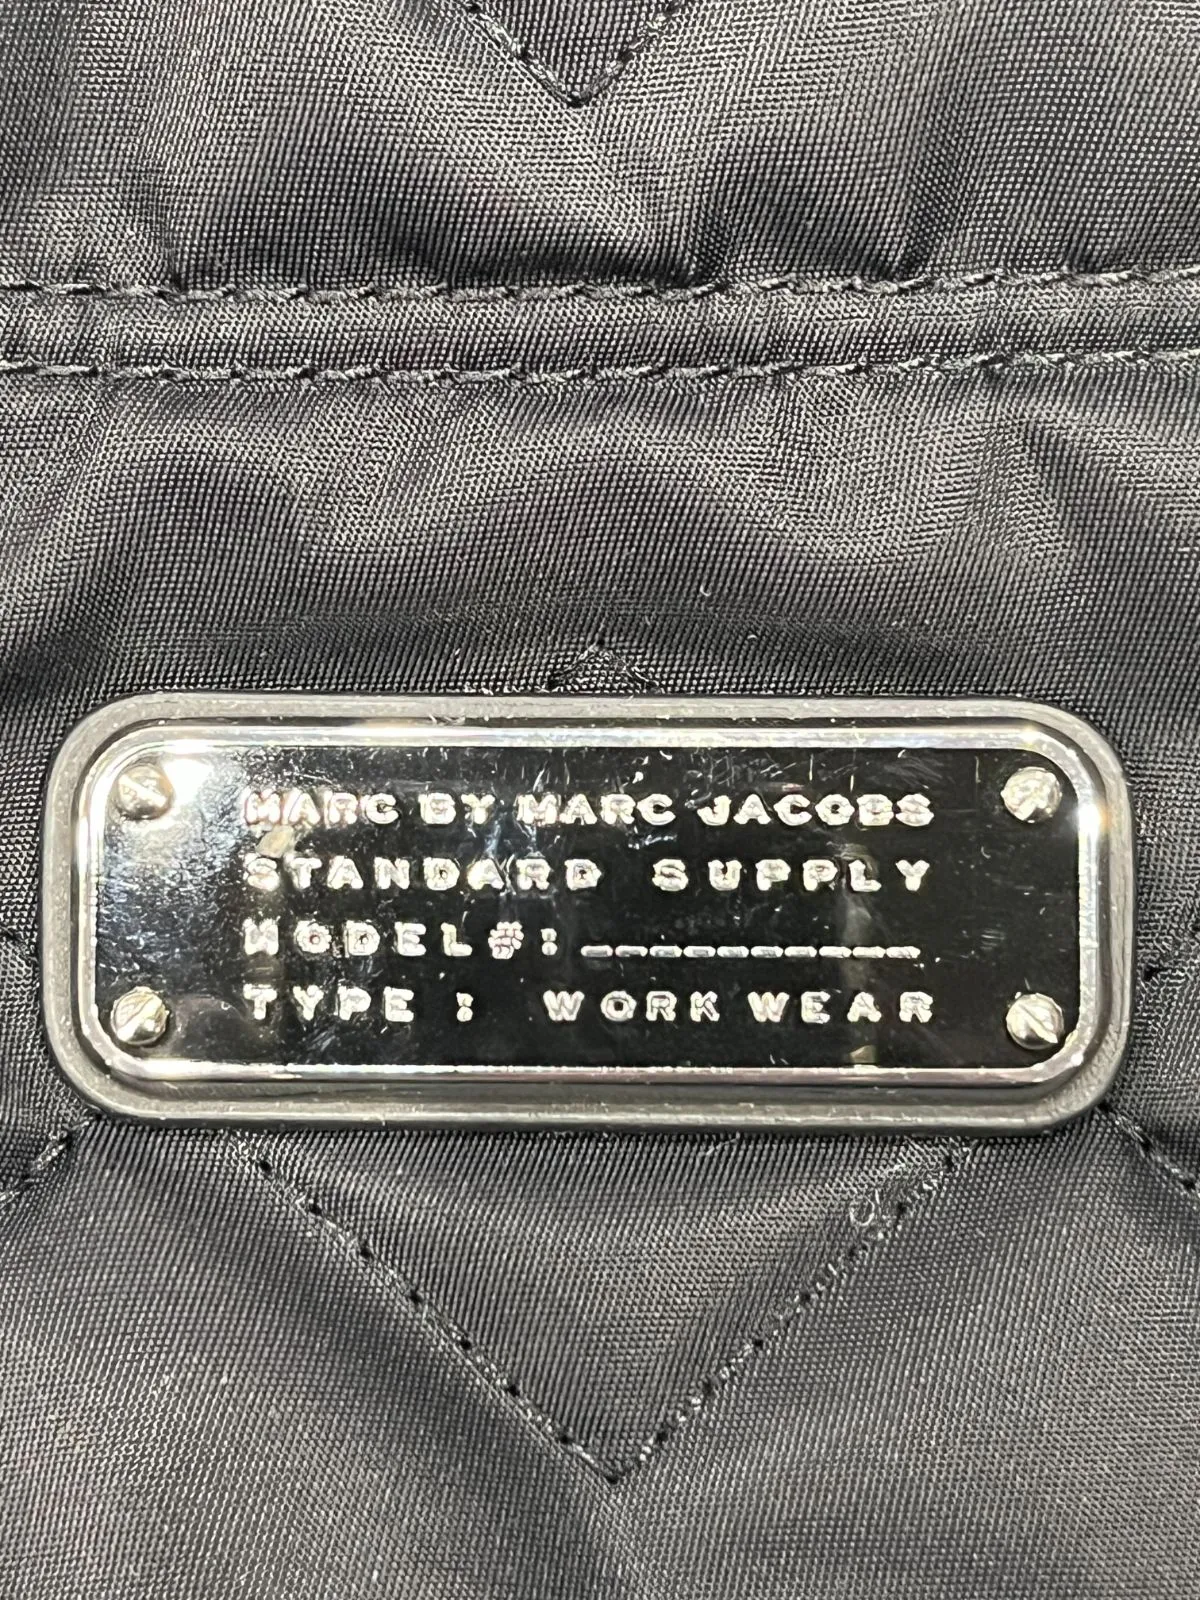 MARC BY MARC JACOBS
STANDARD SUPPLY
MODEL#: __________
TYPE : WORK WEAR